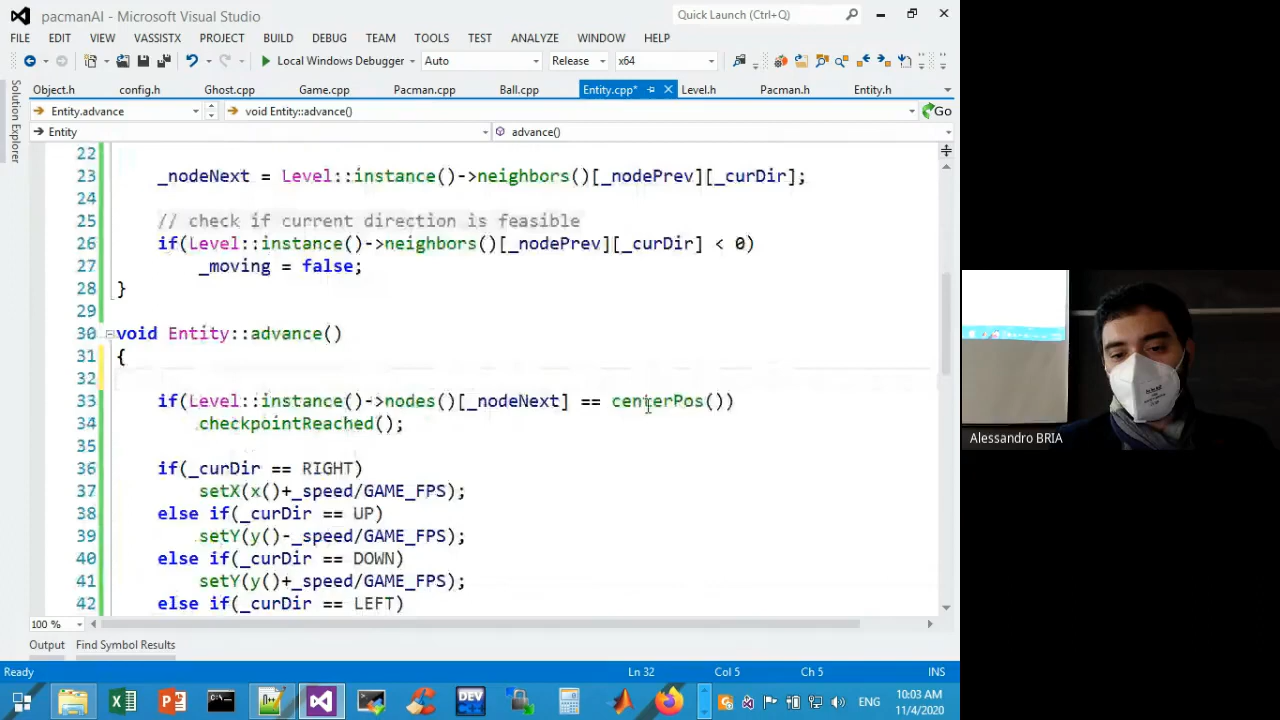 pacmanAI - Microsoft Visual Studio
Quick Launch (Ctrl+Q)
FILE EDIT VIEW VASSISTX PROJECT BUILD DEBUG TEAM TOOLS TEST ANALYZE WINDOW HELP
Local Windows Debugger Auto Release x64
Object.h config.h Ghost.cpp Game.cpp Pacman.cpp Ball.cpp Entity.cpp* Level.h Pacman.h Entity.h
Entity.advance void Entity::advance() Go
Entity advance()
Solution Explorer
22
23 _nodeNext = Level::instance()->neighbors()[_nodePrev][_curDir];
24
25 // check if current direction is feasible
26 if(Level::instance()->neighbors()[_nodePrev][_curDir] < 0)
27 _moving = false;
28 }
29
30 void Entity::advance()
31 {
32
33 if(Level::instance()->nodes()[_nodeNext] == centerPos())
34 checkpointReached();
35
36 if(_curDir == RIGHT)
37 setX(x()+_speed/GAME_FPS);
38 else if(_curDir == UP)
39 setY(y()-_speed/GAME_FPS);
40 else if(_curDir == DOWN)
41 setY(y()+_speed/GAME_FPS);
42 else if(_curDir == LEFT)
100 %
Output Find Symbol Results
Ready Ln 32 Col 5 Ch 5 INS
DEV
ENG
10:03 AM
11/4/2020
Alessandro BRIA